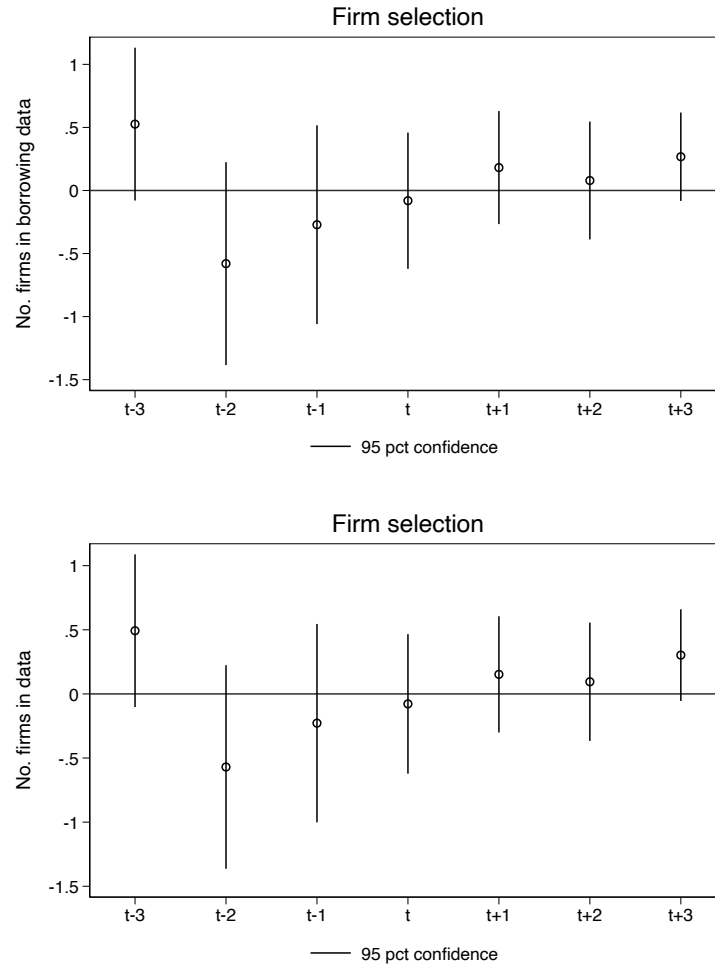 Firm selection
No. firms in borrowing data
1
.5
0
-.5
-1
-1.5
t-3 t-2 t-1 t t+1 t+2 t+3
95 pct confidence
Firm selection
No. firms in data
1
.5
0
-.5
-1
-1.5
t-3 t-2 t-1 t t+1 t+2 t+3
95 pct confidence